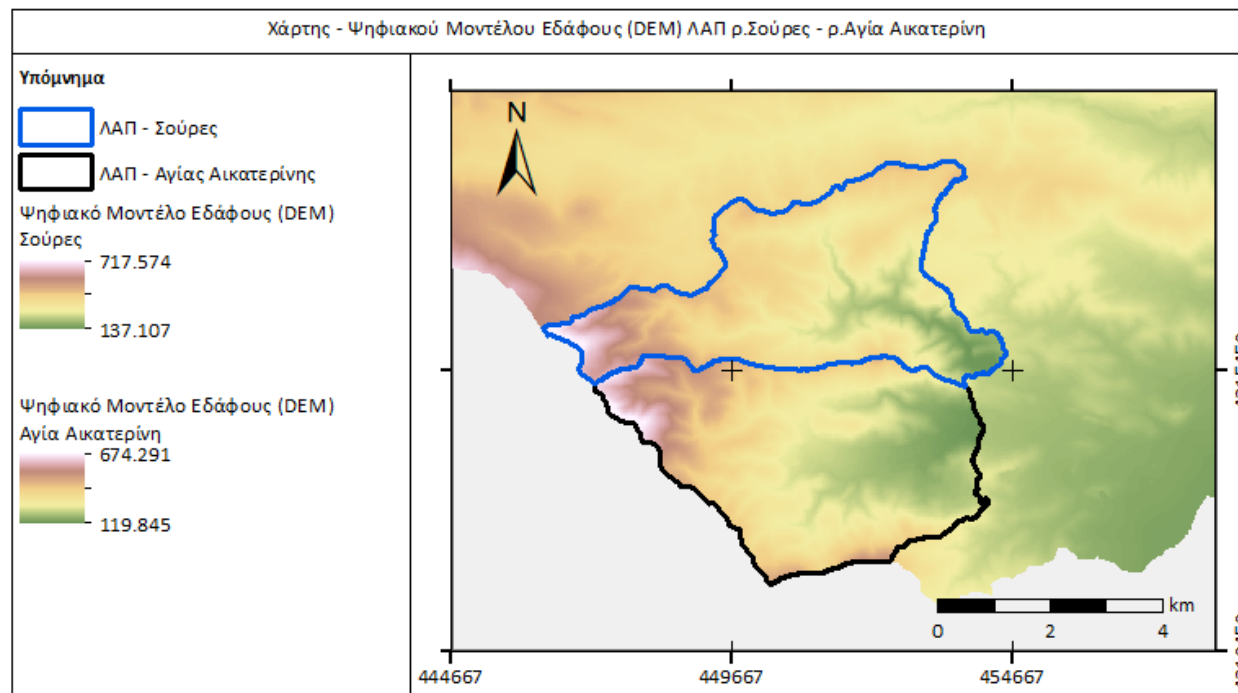 Χάρτης - Ψηφιακού Μοντέλου Εδάφους (DEM) ΛΑΠ ρ.Σούρες - ρ.Αγία Αικατερίνη
Υπόμνημα
ΛΑΠ - Σούρες
ΛΑΠ - Αγίας Αικατερίνης
Ψηφιακό Μοντέλο Εδάφους (DEM)
Σούρες
717.574
137.107
Ψηφιακό Μοντέλο Εδάφους (DEM)
Αγία Αικατερίνη
674.291
119.845
N
km
0 2 4
444667 449667 454667